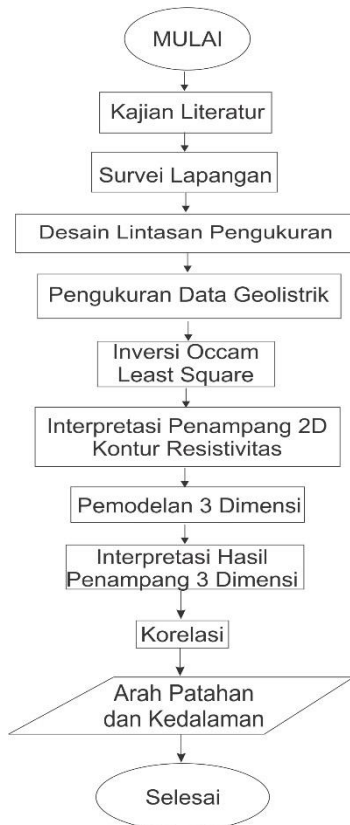 MULAI
Kajian Literatur
Survei Lapangan
Desain Lintasan Pengukuran
Pengukuran Data Geolistrik
Inversi Occam
Least Square
Interpretasi Penampang 2D
Kontur Resistivitas
Pemodelan 3 Dimensi
Interpretasi Hasil
Penampang 3 Dimensi
Korelasi
Arah Patahan
dan Kedalaman
Selesai